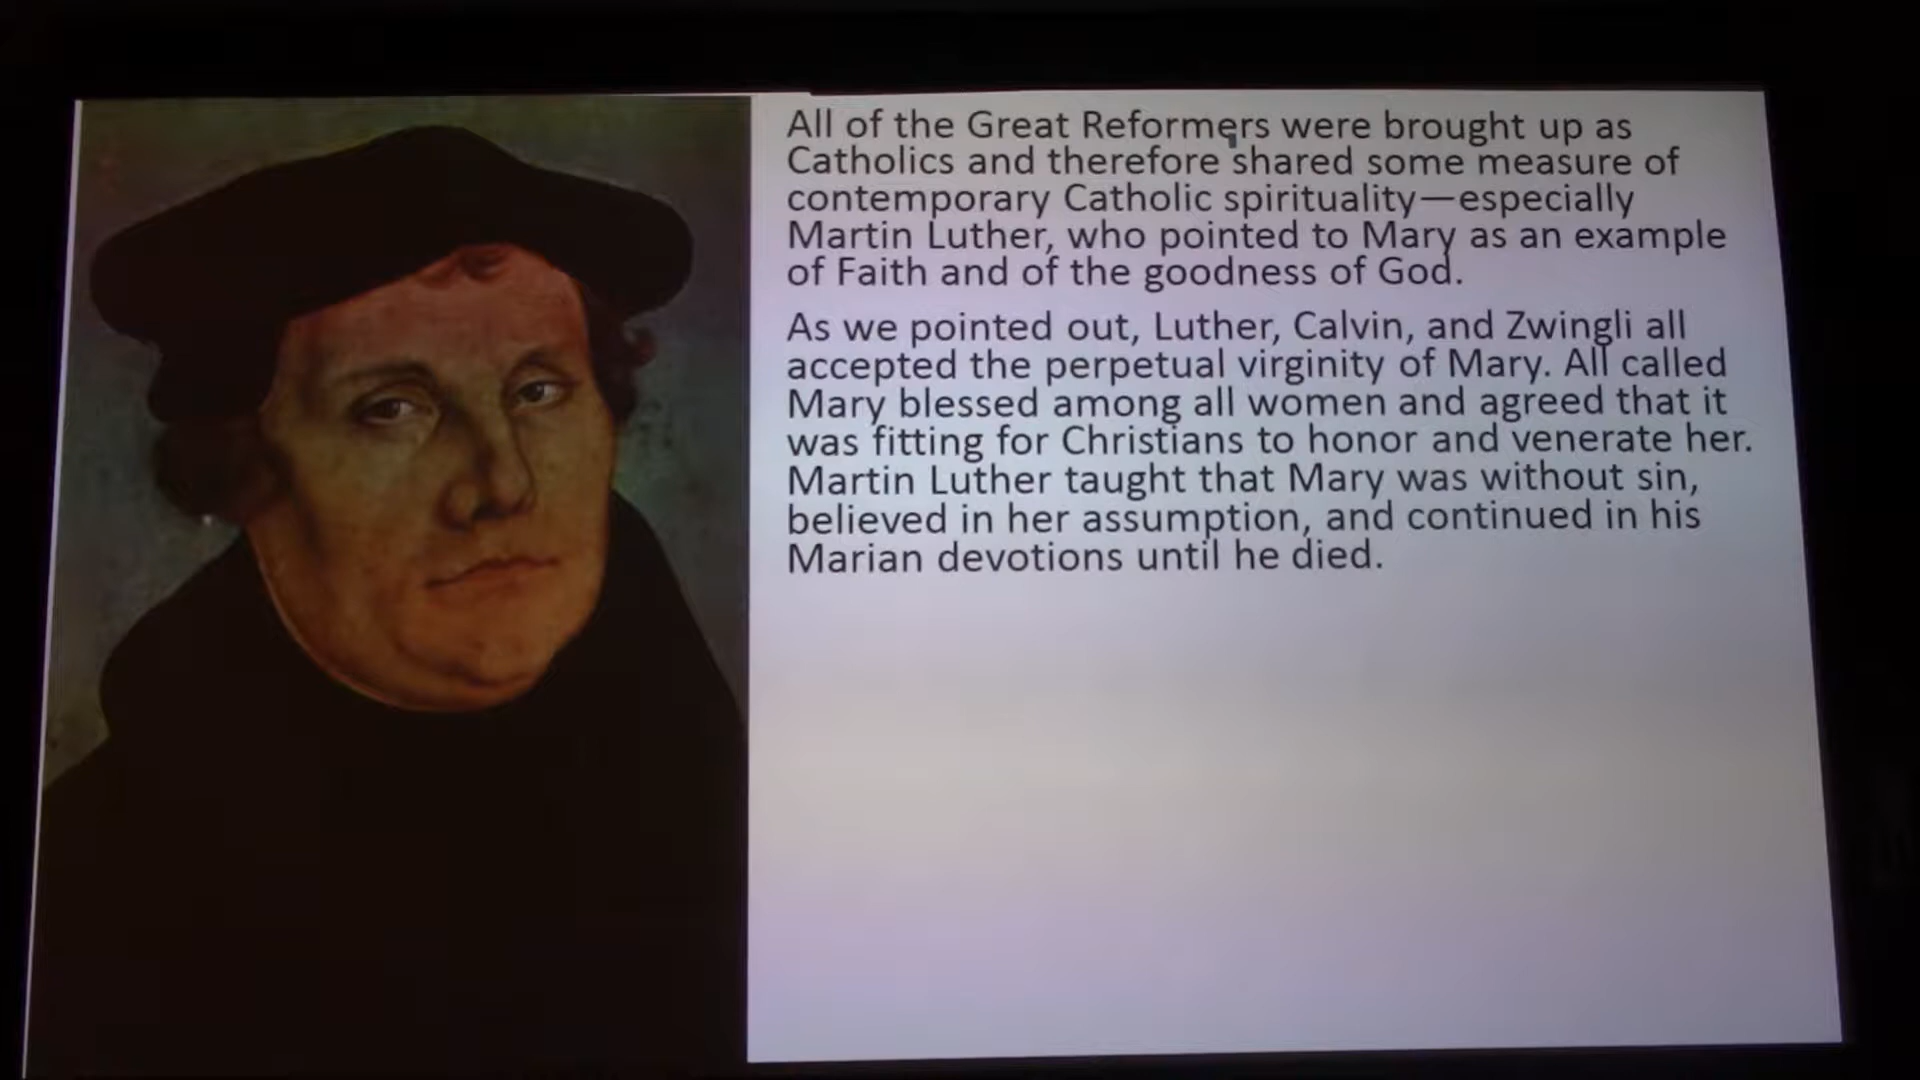 All of the Great Reformers were brought up as
Catholics and therefore shared some measure of
contemporary Catholic spirituality—especially
Martin Luther, who pointed to Mary as an example
of Faith and of the goodness of God.
As we pointed out, Luther, Calvin, and Zwingli all
accepted the perpetual virginity of Mary. All called
Mary blessed among all women and agreed that it
was fitting for Christians to honor and venerate her.
Martin Luther taught that Mary was without sin,
believed in her assumption, and continued in his
Marian devotions until he died.